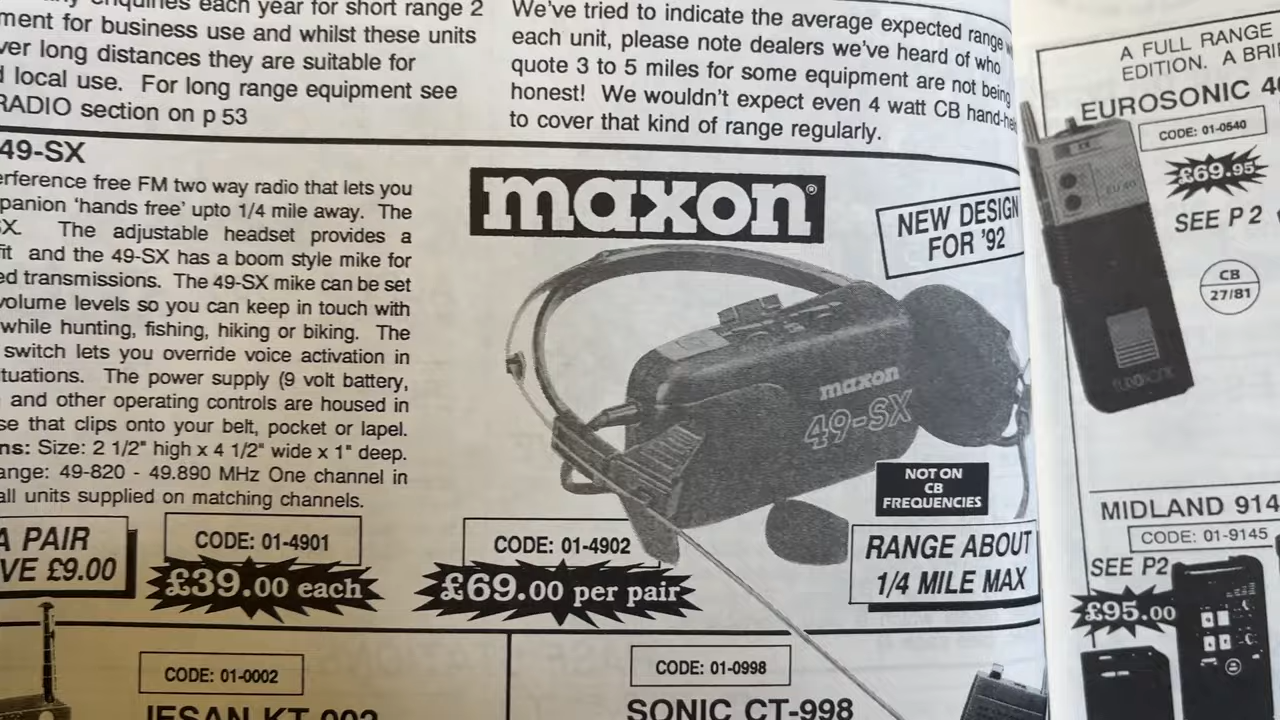 enquiries each year for short range 2
ment for business use and whilst these units
ver long distances they are suitable for
d local use. For long range equipment see
RADIO section on p 53
We've tried to indicate the average expected range
each unit, please note dealers we've heard of who
quote 3 to 5 miles for some equipment are not being
honest! We wouldn't expect even 4 watt CB hand-he
to cover that kind of range regularly.
49-SX
erference free FM two way radio that lets you
panion 'hands free' upto 1/4 mile away. The
SX. The adjustable headset provides a
fit and the 49-SX has a boom style mike for
ed transmissions. The 49-SX mike can be set
volume levels so you can keep in touch with
while hunting, fishing, hiking or biking. The
switch lets you override voice activation in
tuations. The power supply (9 volt battery,
and other operating controls are housed in
se that clips onto your belt, pocket or lapel.
ns: Size: 2 1/2" high x 4 1/2" wide x 1" deep.
ange: 49-820 - 49.890 MHz One channel in
all units supplied on matching channels.
maxon®
NEW DESIGN
FOR '92
maxon
49-SX
NOT ON
CB
FREQUENCIES
A PAIR
VE £9.00
CODE: 01-4901
£39.00 each
CODE: 01-4902
£69.00 per pair
RANGE ABOUT
1/4 MILE MAX
CODE: 01-0002
JESAN KT-002
CODE: 01-0998
SONIC CT-998
A FULL RANGE
EDITION. A BRI
EUROSONIC 40
CODE: 01-0540
£69.95
SEE P 2
EU 40
CB
27/81
EUROSONIC
MIDLAND 914
CODE: 01-9145
SEE P2
£95.00